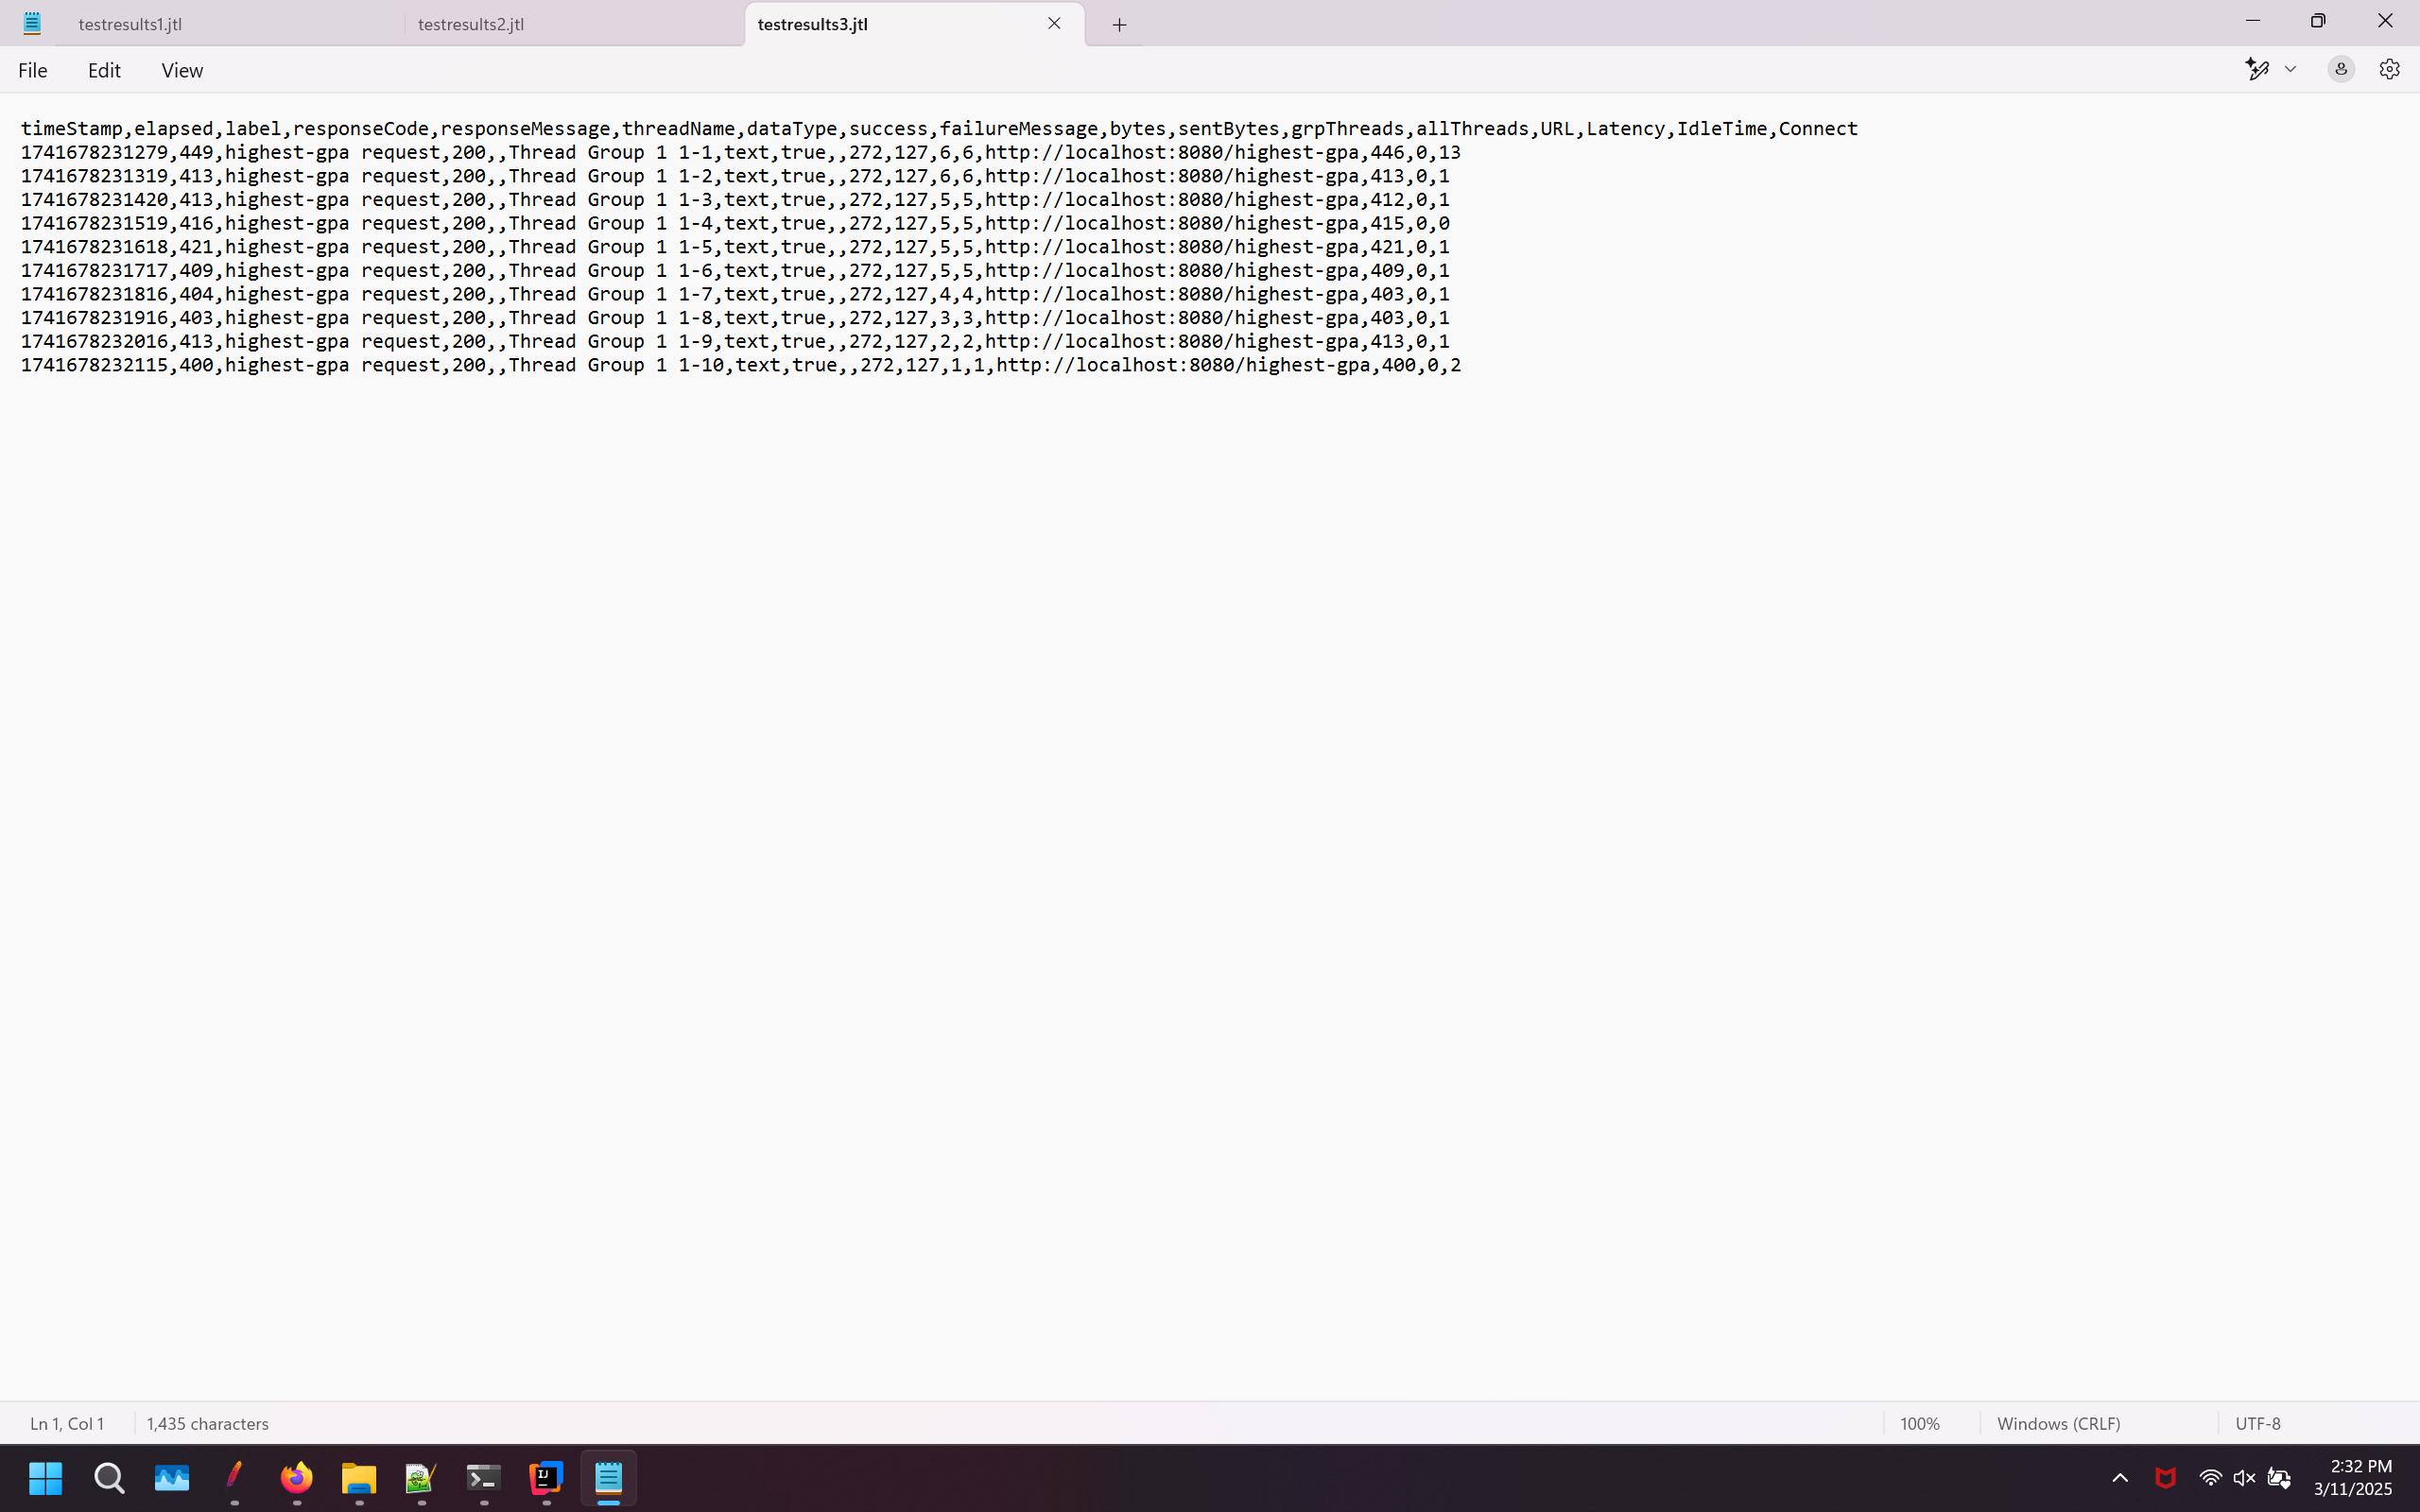 testresults1.jtl
testresults2.jtl
testresults3.jtl
File
Edit
View
timeStamp,elapsed,label,responseCode,responseMessage,threadName,dataType,success,failureMessage,bytes,sentBytes,grpThreads,allThreads,URL,Latency,IdleTime,Connect
1741678231279,449,highest-gpa request,200,,Thread Group 1 1-1,text,true,,272,127,6,6,http://localhost:8080/highest-gpa,446,0,13
1741678231319,413,highest-gpa request,200,,Thread Group 1 1-2,text,true,,272,127,6,6,http://localhost:8080/highest-gpa,413,0,1
1741678231420,413,highest-gpa request,200,,Thread Group 1 1-3,text,true,,272,127,5,5,http://localhost:8080/highest-gpa,412,0,1
1741678231519,416,highest-gpa request,200,,Thread Group 1 1-4,text,true,,272,127,5,5,http://localhost:8080/highest-gpa,415,0,0
1741678231618,421,highest-gpa request,200,,Thread Group 1 1-5,text,true,,272,127,5,5,http://localhost:8080/highest-gpa,421,0,1
1741678231717,409,highest-gpa request,200,,Thread Group 1 1-6,text,true,,272,127,5,5,http://localhost:8080/highest-gpa,409,0,1
1741678231816,404,highest-gpa request,200,,Thread Group 1 1-7,text,true,,272,127,4,4,http://localhost:8080/highest-gpa,403,0,1
1741678231916,403,highest-gpa request,200,,Thread Group 1 1-8,text,true,,272,127,3,3,http://localhost:8080/highest-gpa,403,0,1
1741678232016,413,highest-gpa request,200,,Thread Group 1 1-9,text,true,,272,127,2,2,http://localhost:8080/highest-gpa,413,0,1
1741678232115,400,highest-gpa request,200,,Thread Group 1 1-10,text,true,,272,127,1,1,http://localhost:8080/highest-gpa,400,0,2
Ln 1, Col 1
1,435 characters
100%
Windows (CRLF)
UTF-8
IJ
2:32 PM
3/11/2025